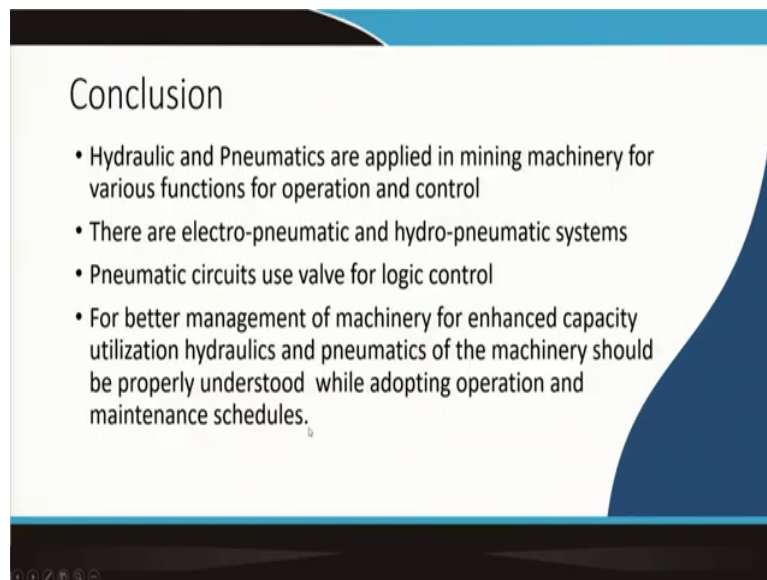 Conclusion
• Hydraulic and Pneumatics are applied in mining machinery for
various functions for operation and control
• There are electro-pneumatic and hydro-pneumatic systems
• Pneumatic circuits use valve for logic control
• For better management of machinery for enhanced capacity
utilization hydraulics and pneumatics of the machinery should
be properly understood while adopting operation and
maintenance schedules.